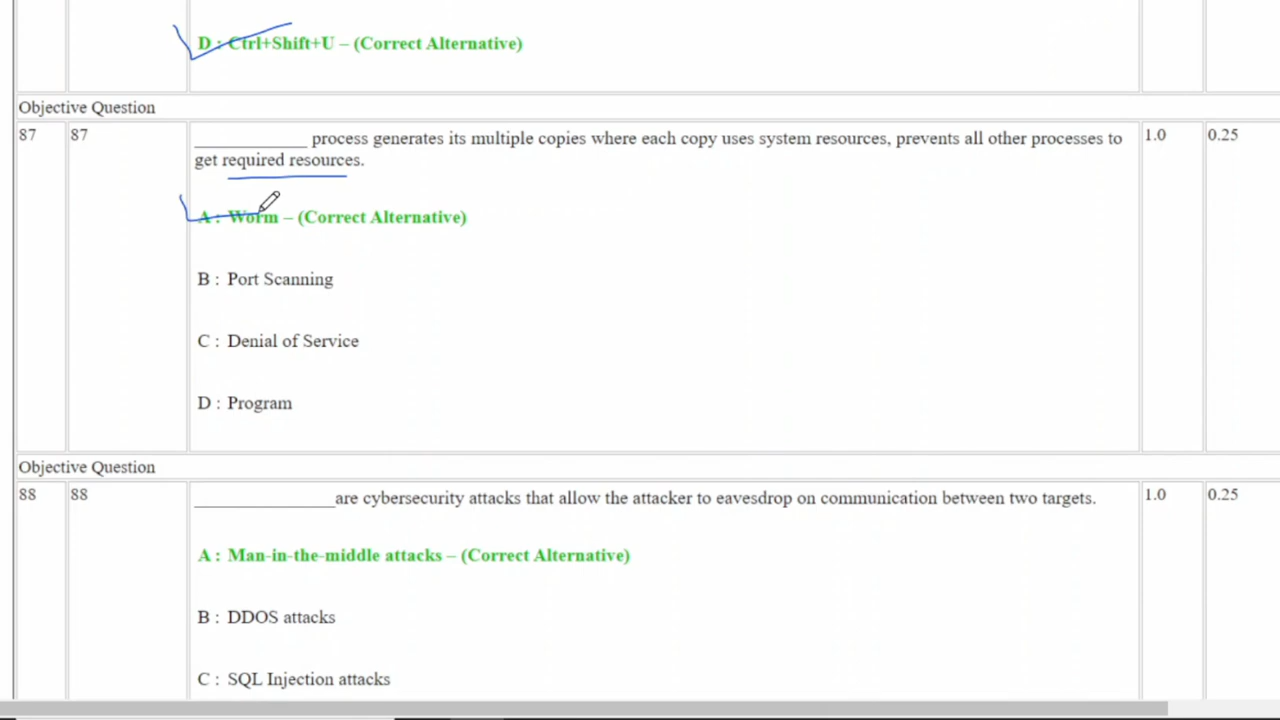 D : Ctrl+Shift+U – (Correct Alternative)
Objective Question
87 87 ____________ process generates its multiple copies where each copy uses system resources, prevents all other processes to 1.0 0.25
get required resources.
A : Worm – (Correct Alternative)
B : Port Scanning
C : Denial of Service
D : Program
Objective Question
88 88 _______________are cybersecurity attacks that allow the attacker to eavesdrop on communication between two targets. 1.0 0.25
A : Man-in-the-middle attacks – (Correct Alternative)
B : DDOS attacks
C : SQL Injection attacks